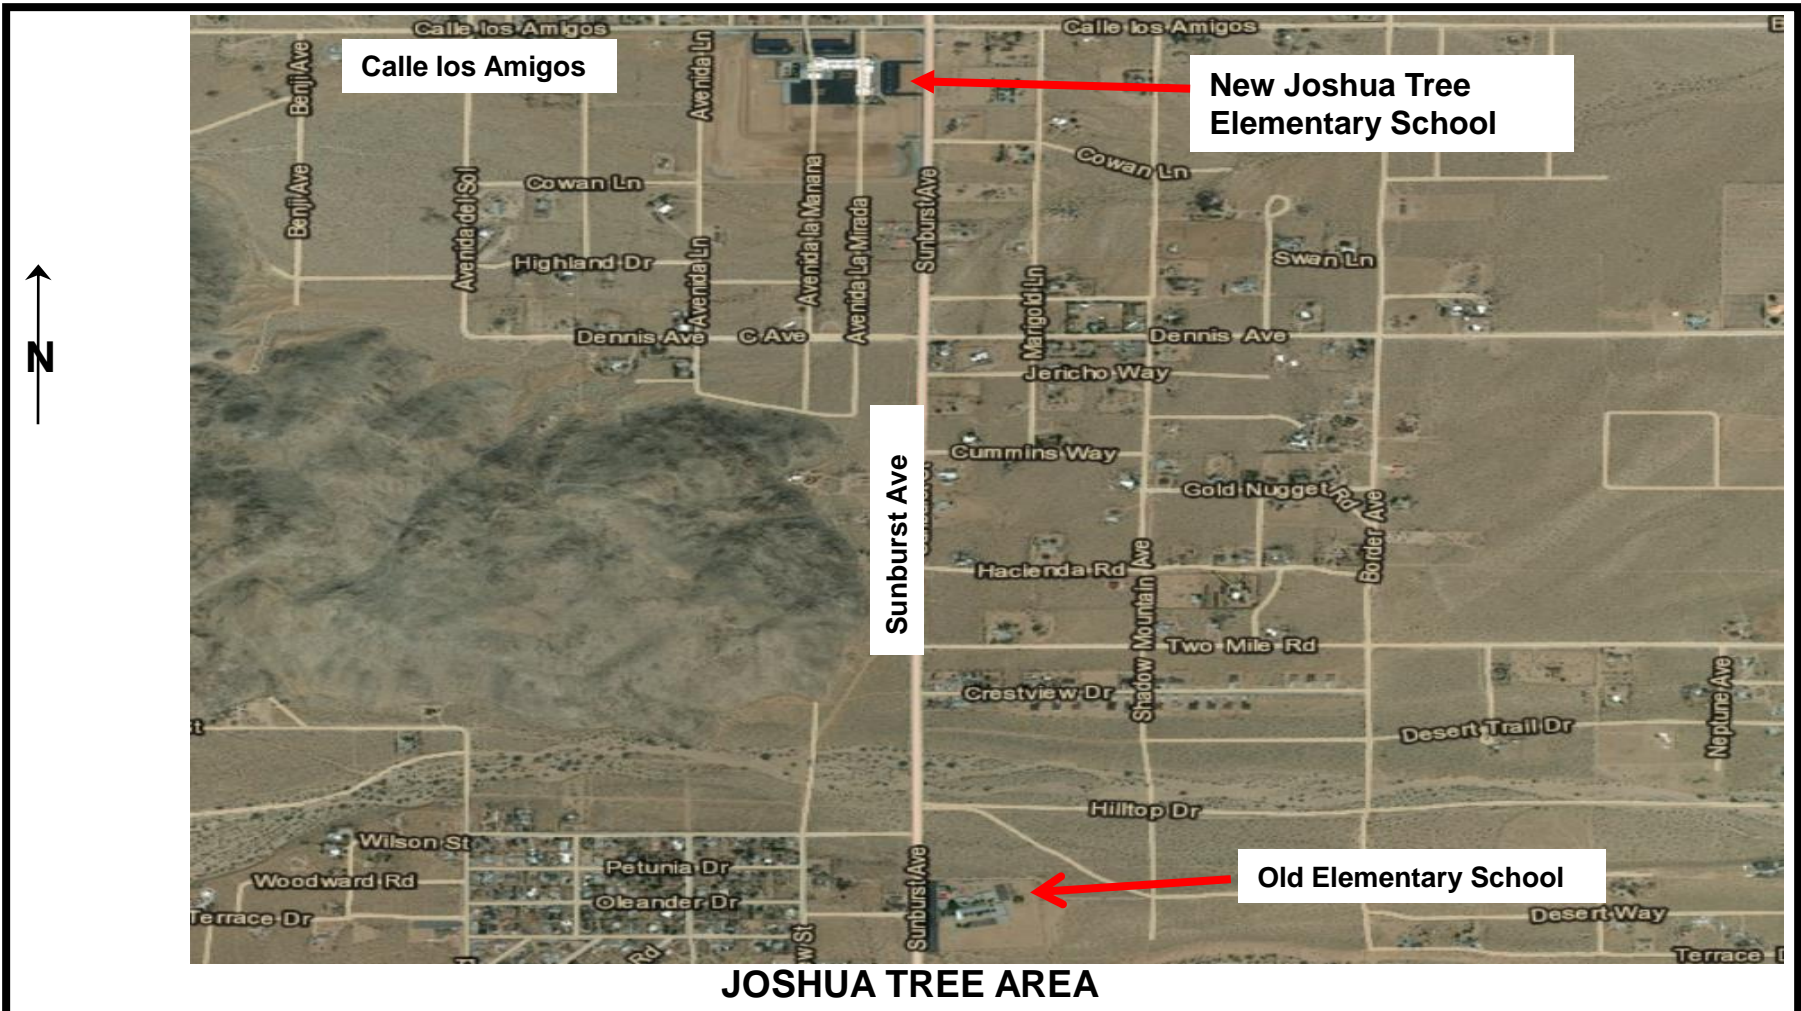 Calle los Amigos
Calle los Amigos
Calle los Amigos
New Joshua Tree
Elementary School
Benji Ave
Avenida Ln
Cowan Ln
Cowan Ln
Benji Ave
Avenida del Sol
Avenida la Manana
Avenida La Mirada
Sunburst Ave
Highland Dr
Avenida Ln
Swan Ln
Marigold Ln
N
Dennis Ave
C Ave
Dennis Ave
Jericho Way
Cummins Way
Sunburst Ave
Gold Nugget Rd
Border Ave
Hacienda Rd
Shadow Mountain Ave
Two Mile Rd
Crestview Dr
Neptune Ave
St
Desert Trail Dr
Hilltop Dr
Wilson St
Petunia Dr
Woodward Rd
Sunburst Ave
Old Elementary School
Oleander Dr
Terrace Dr
Desert Way
w St
Rd
Terrace D
JOSHUA TREE AREA